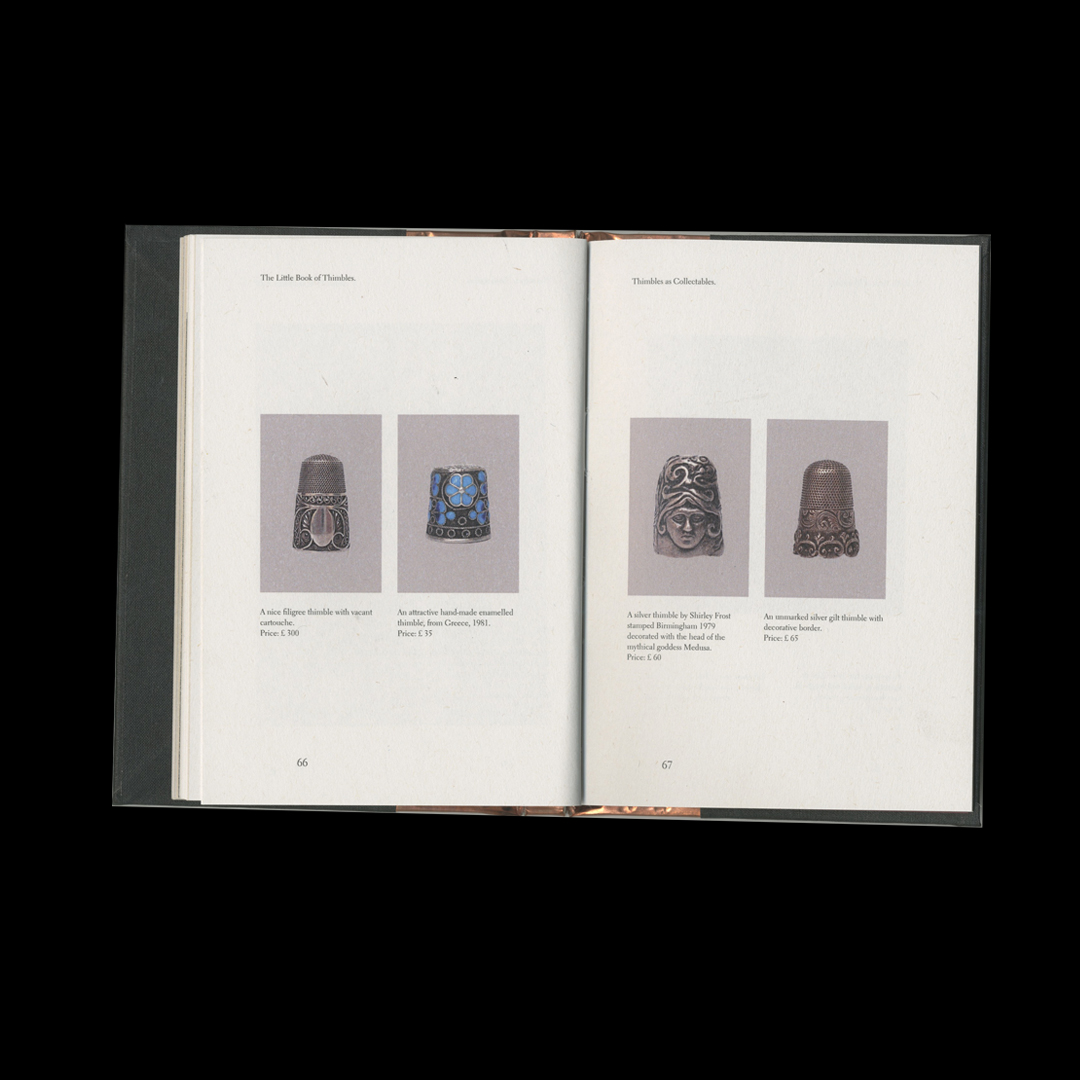 The Little Book of Thimbles.
A nice filigree thimble with vacant
cartouche.
Price: £ 300
An attractive hand-made enamelled
thimble, from Greece, 1981.
Price: £ 35
66
Thimbles as Collectables.
A silver thimble by Shirley Frost
stamped Birmingham 1979
decorated with the head of the
mythical goddess Medusa.
Price: £ 60
An unmarked silver gilt thimble with
decorative border.
Price: £ 65
67